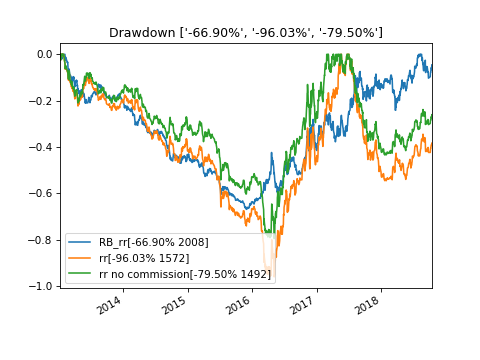 Drawdown ['-66.90%', '-96.03%', '-79.50%']
0.0
−0.2
−0.4
−0.6
−0.8
−1.0
RB_rr[-66.90% 2008]
rr[-96.03% 1572]
rr no commission[-79.50% 1492]
2014
2015
2016
2017
2018